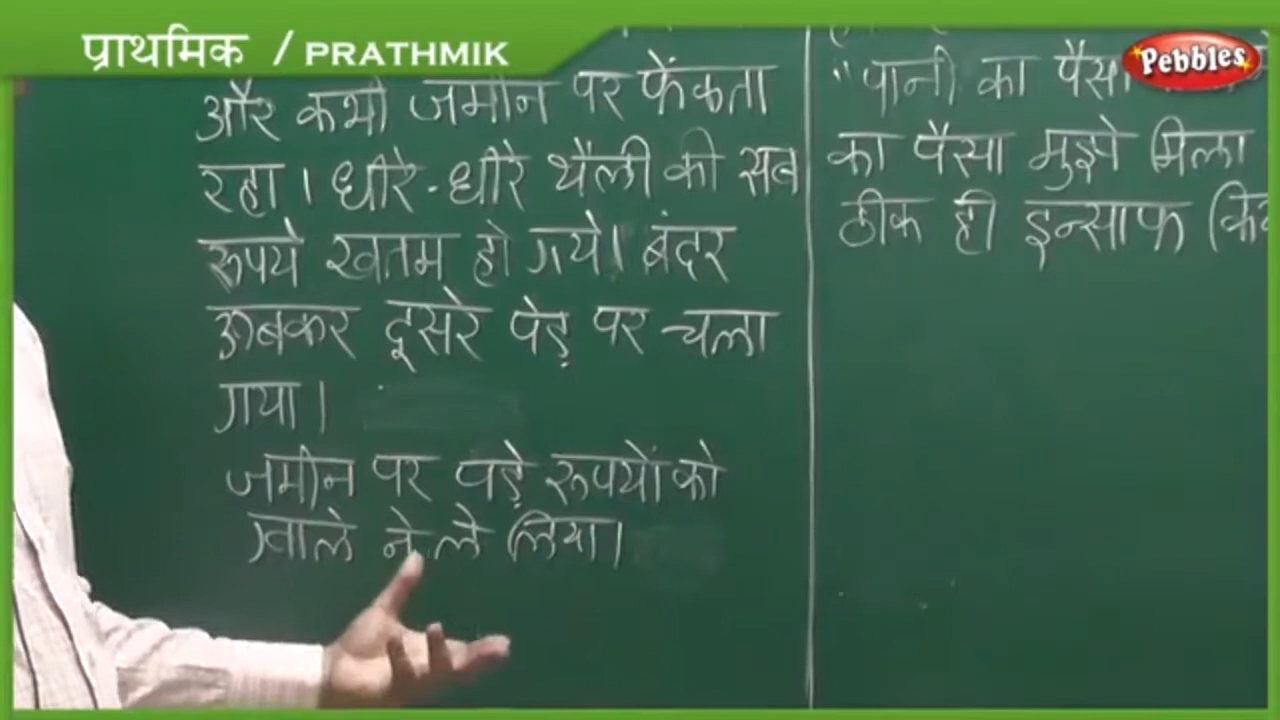 प्राथमिक / PRATHMIK
Pebbles
और कभी जमीन पर फेंकता
रहा। धीरे-धीरे थैली की सब
रूपये खतम हो गये। बंदर
ऊबकर दूसरे पेड़ पर चला
गया।
जमीन पर पड़े रूपयों को
ग्वाले ने ले लिया।
"पानी का पैसा
का पैसा मुझे मिला
ठीक ही इन्साफ